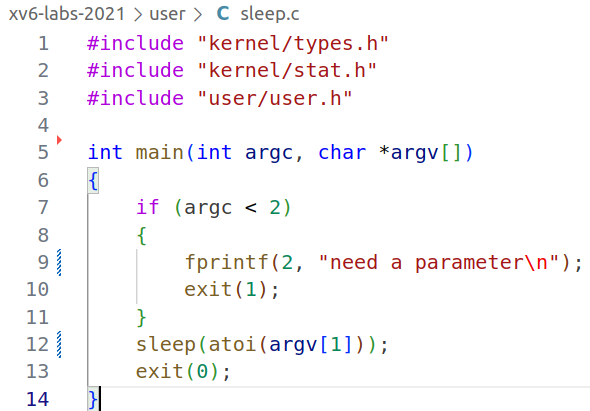 xv6-labs-2021 > user > C sleep.c
1 #include "kernel/types.h"
2 #include "kernel/stat.h"
3 #include "user/user.h"
4
5 int main(int argc, char *argv[])
6 {
7     if (argc < 2)
8     {
9         fprintf(2, "need a parameter\n");
10         exit(1);
11     }
12     sleep(atoi(argv[1]));
13     exit(0);
14 }